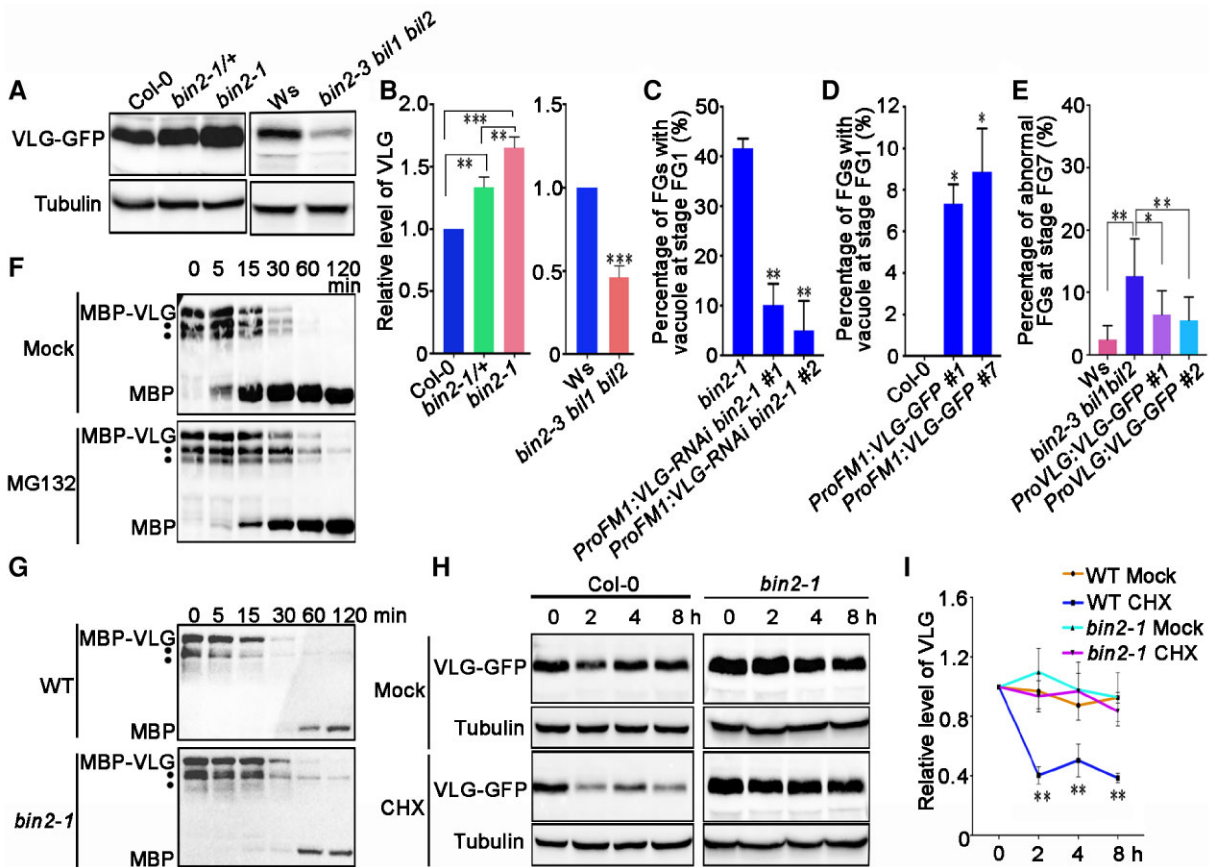 A
Col-0
bin2-1/+
bin2-1
Ws
bin2-3 bil1 bil2
VLG-GFP
Tubulin
B
Relative level of VLG
2.0
1.5
1.0
0.5
0
***
**
**
Col-0
bin2-1/+
bin2-1
1.5
1.0
0.5
0
***
Ws
bin2-3 bil1 bil2
C
Percentage of FGs with
vacuole at stage FG1 (%)
50
40
30
20
10
0
**
**
bin2-1
ProFM1:VLG-RNAi bin2-1 #1
ProFM1:VLG-RNAi bin2-1 #2
D
Percentage of FGs with
vacuole at stage FG1 (%)
12
10
8
6
4
2
0
*
*
Col-0
ProFM1:VLG-GFP #1
ProFM1:VLG-GFP #7
E
Percentage of abnormal
FGs at stage FG7 (%)
40
30
20
10
0
**
*
**
Ws
bin2-3 bil1bil2
ProVLG:VLG-GFP #1
ProVLG:VLG-GFP #2
F
0 5 15 30 60 120
min
MBP-VLG
Mock
MBP
MBP-VLG
MG132
MBP
G
0 5 15 30 60 120 min
MBP-VLG
WT
MBP
MBP-VLG
bin2-1
MBP
H
Col-0
bin2-1
0 2 4 8 h
0 2 4 8 h
VLG-GFP
Mock
Tubulin
VLG-GFP
CHX
Tubulin
I
WT Mock
WT CHX
bin2-1 Mock
bin2-1 CHX
Relative level of VLG
1.6
1.2
0.8
0.4
0
** ** **
0 2 4 8 h